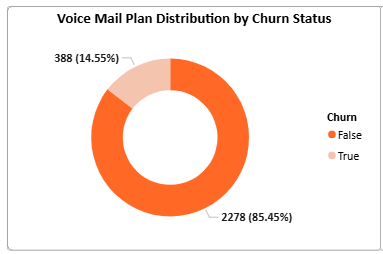 Voice Mail Plan Distribution by Churn Status
388 (14.55%)
Churn
False
True
2278 (85.45%)